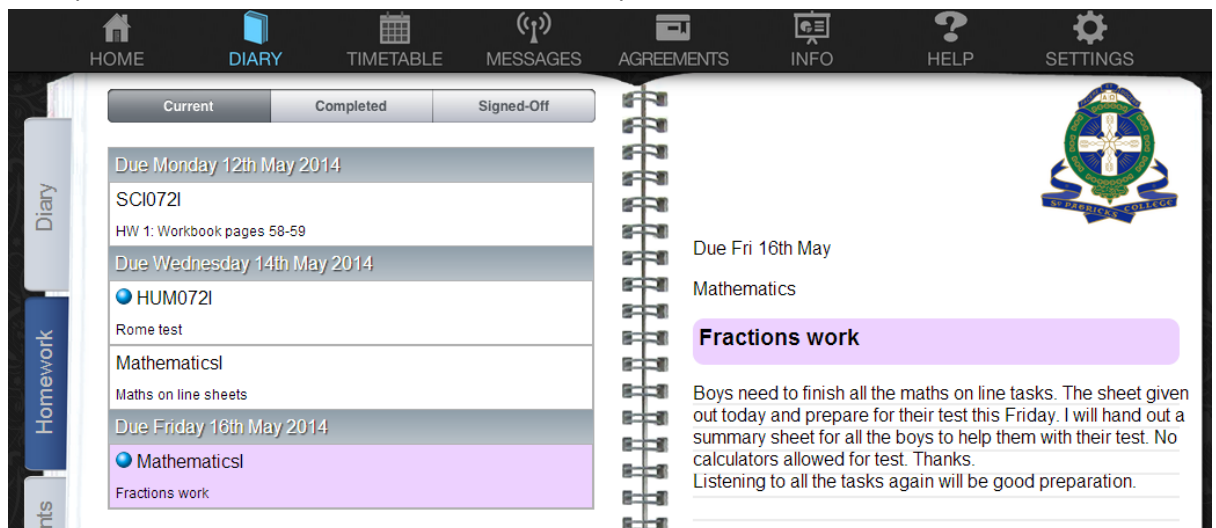 HOME DIARY TIMETABLE MESSAGES AGREEMENTS INFO HELP SETTINGS
Diary
Homework
nts
Current Completed Signed-Off
Due Monday 12th May 2014
SCI072I
HW 1: Workbook pages 58-59
Due Wednesday 14th May 2014
HUM072I
Rome test
MathematicsI
Maths on line sheets
Due Friday 16th May 2014
MathematicsI
Fractions work
ST PATRICKS COLLEGE
Due Fri 16th May
Mathematics
Fractions work
Boys need to finish all the maths on line tasks. The sheet given
out today and prepare for their test this Friday. I will hand out a
summary sheet for all the boys to help them with their test. No
calculators allowed for test. Thanks.
Listening to all the tasks again will be good preparation.